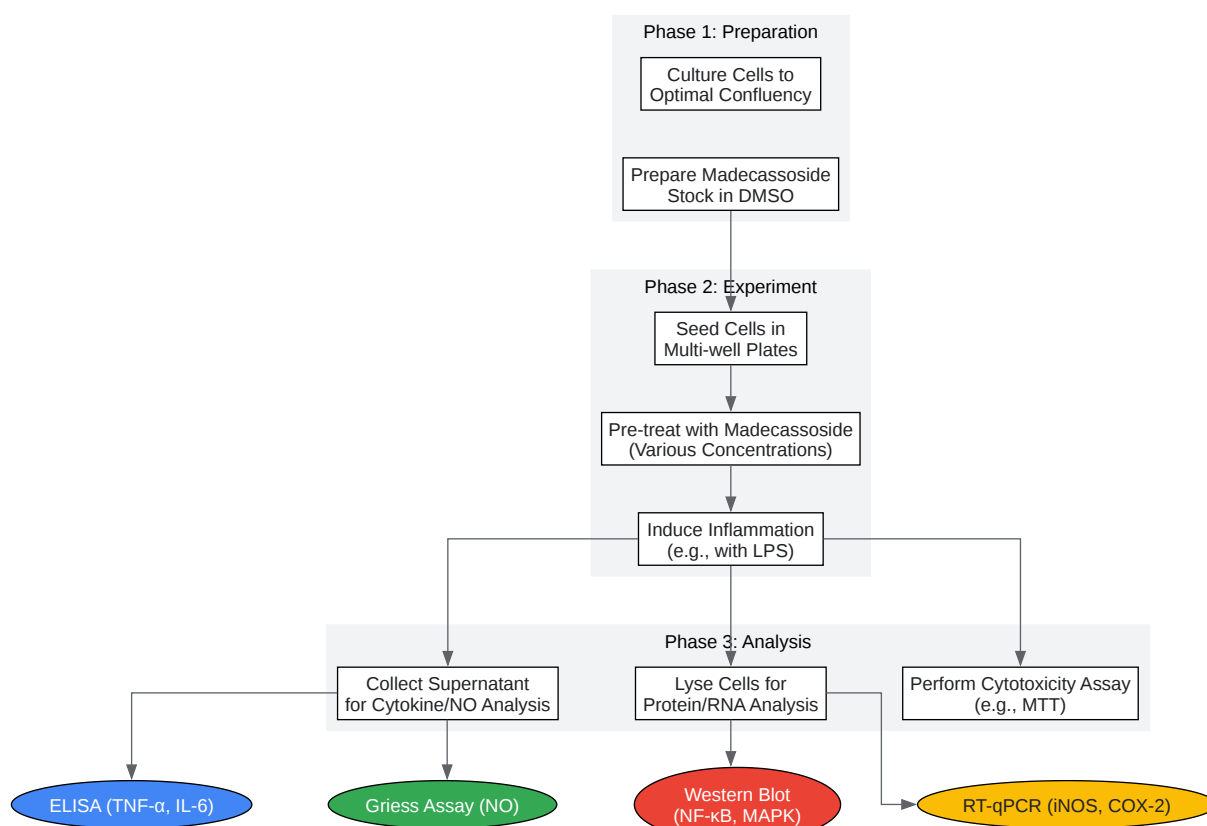 Phase 1: Preparation
Culture Cells to
Optimal Confluency
Prepare Madecassoside
Stock in DMSO
Phase 2: Experiment
Seed Cells in
Multi-well Plates
Pre-treat with Madecassoside
(Various Concentrations)
Induce Inflammation
(e.g., with LPS)
Phase 3: Analysis
Collect Supernatant
for Cytokine/NO Analysis
Lyse Cells for
Protein/RNA Analysis
Perform Cytotoxicity Assay
(e.g., MTT)
ELISA (TNF-α, IL-6)
Griess Assay (NO)
Western Blot
(NF-κB, MAPK)
RT-qPCR (iNOS, COX-2)